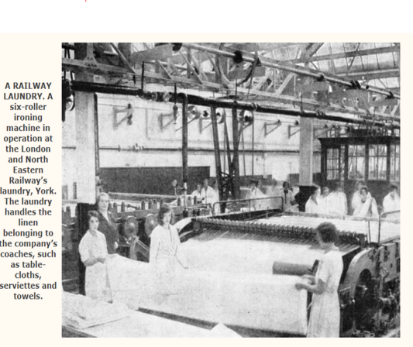 A RAILWAY
LAUNDRY. A
six-roller
ironing
machine in
operation at
the London
and North
Eastern
Railway's
laundry, York.
The laundry
handles the
linen
belonging to
the company's
coaches, such
as table-
cloths,
serviettes and
towels.